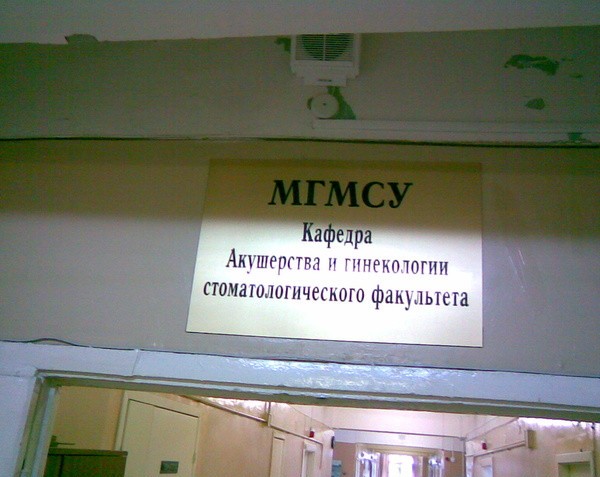 МГМСУ
Кафедра
Акушерства и гинекологии
стоматологического факультета